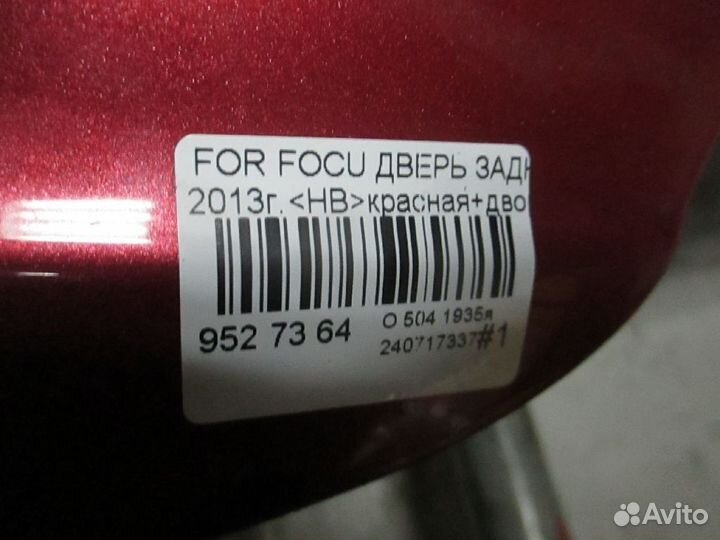 FOR FOCU ДВЕРЬ ЗАДН
2013г.<HB>красная+дво
952 73 64
О 504 1935я
240717337#1
Avito